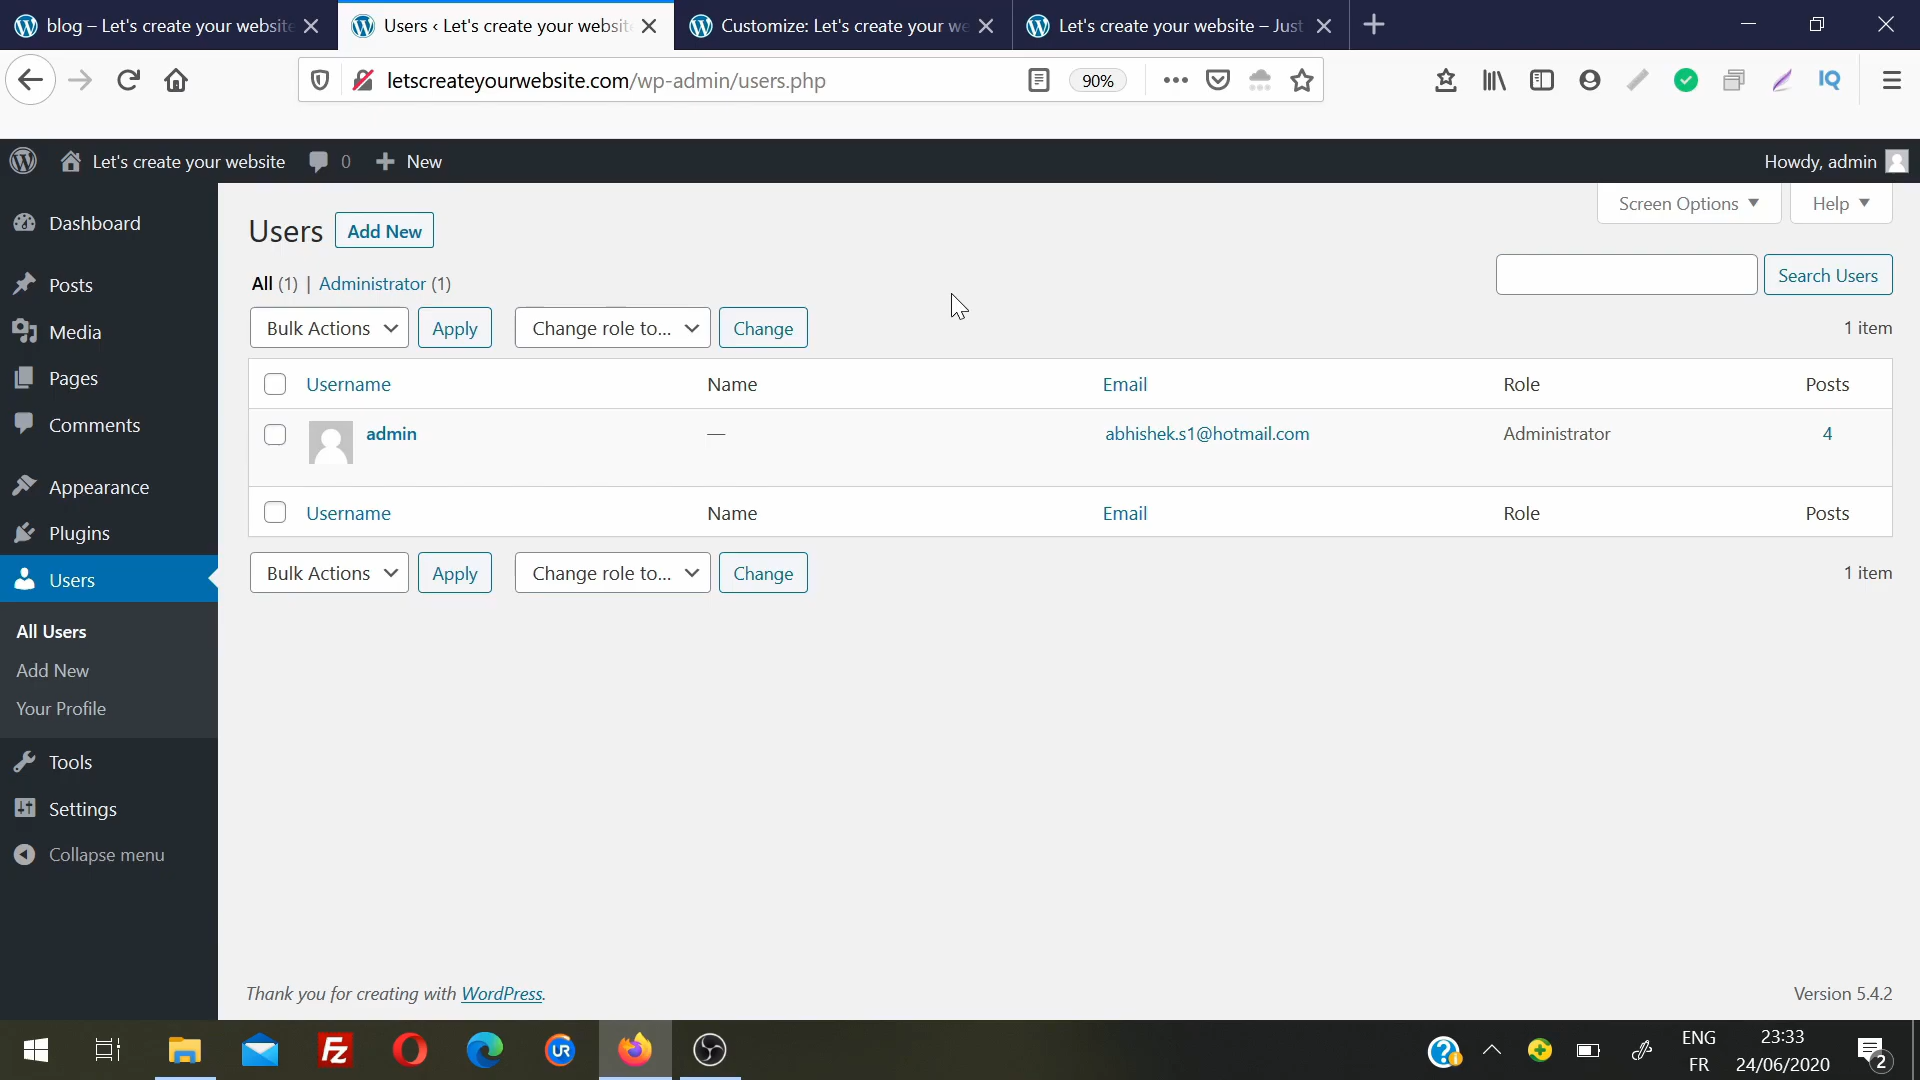 blog – Let's create your website
Users ‹ Let's create your websit
Customize: Let's create your we
Let's create your website – Just
letscreateyourwebsite.com/wp-admin/users.php
90%
IQ
Let's create your website
0
New
Howdy, admin
Dashboard
Posts
Media
Pages
Comments
Appearance
Plugins
Users
All Users
Add New
Your Profile
Tools
Settings
Collapse menu
Screen Options
Help
Users
Add New
All (1) | Administrator (1)
Search Users
Bulk Actions
Apply
Change role to...
Change
1 item
Username
Name
Email
Role
Posts
admin
—
abhishek.s1@hotmail.com
Administrator
4
Username
Name
Email
Role
Posts
Bulk Actions
Apply
Change role to...
Change
1 item
Thank you for creating with WordPress.
Version 5.4.2
Fz
UR
ENG
FR
23:33
24/06/2020
2